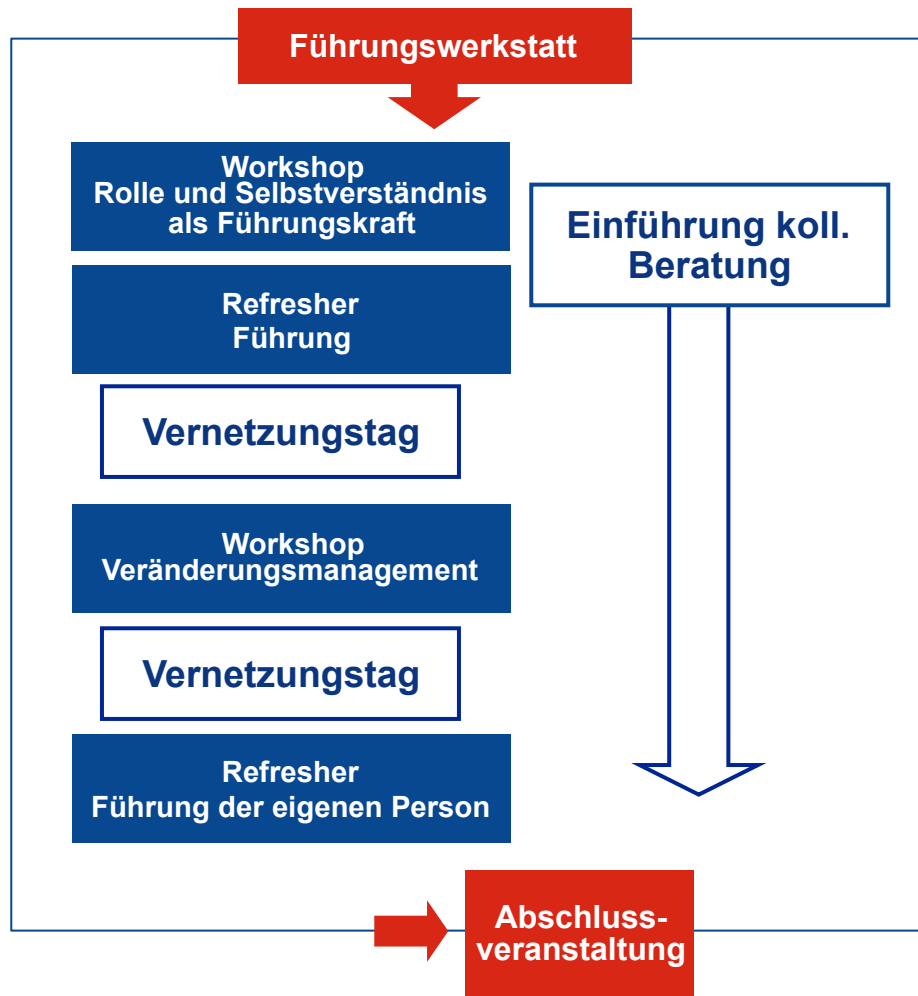 Führungswerkstatt
Workshop
Rolle und Selbstverständnis
als Führungskraft
Einführung koll.
Beratung
Refresher
Führung
Vernetzungstag
Workshop
Veränderungsmanagement
Vernetzungstag
Refresher
Führung der eigenen Person
Abschluss-
veranstaltung